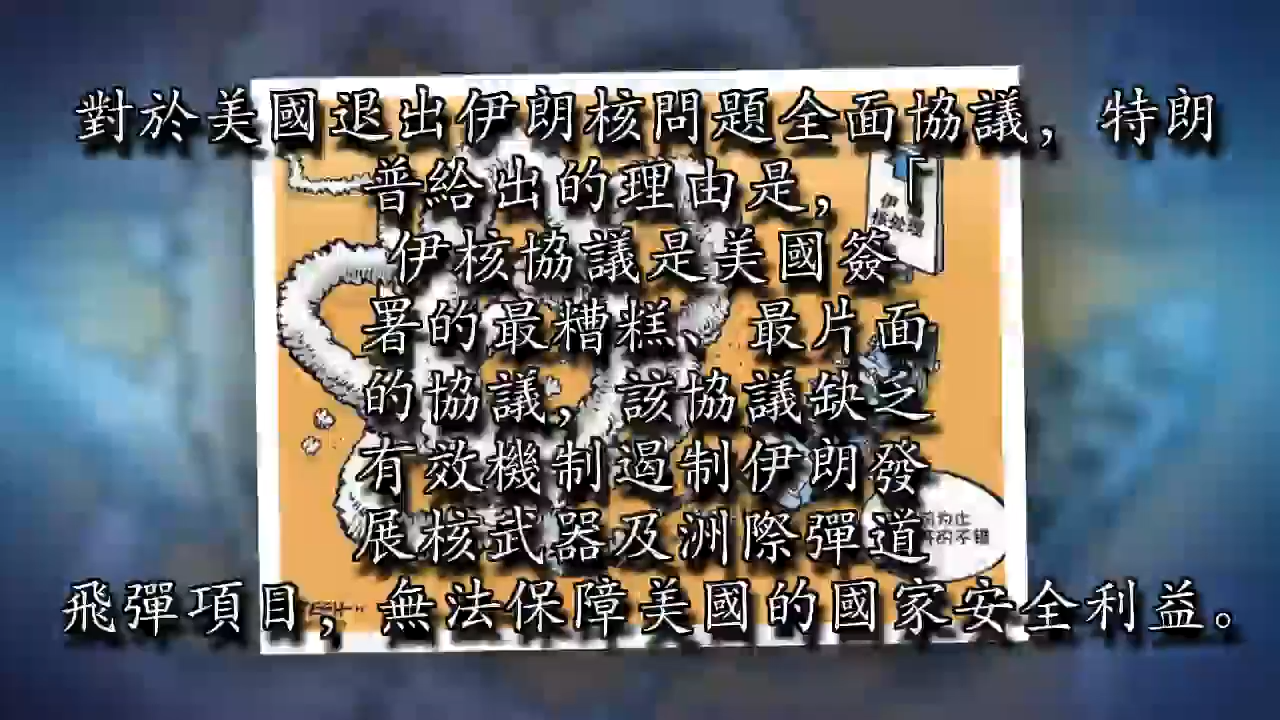 對於美國退出伊朗核問題全面協議，特朗
普給出的理由是，「
伊核協議是美國簽
署的最糟糕、最片面
的協議，該協議缺乏
有效機制遏制伊朗發
展核武器及洲際彈道
飛彈項目，無法保障美國的國家安全利益。